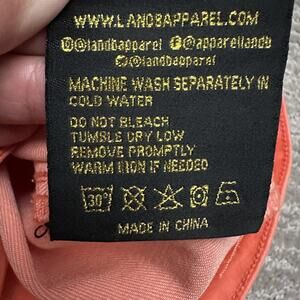 WWW.LANDBAPPAREL.COM
@landbapparel @apparellandb
@landbapparel
MACHINE WASH SEPARATELY IN
COLD WATER
DO NOT BLEACH
TUMBLE DRY LOW
REMOVE PROMPTLY
WARM IRON IF NEEDED
30°
MADE IN CHINA